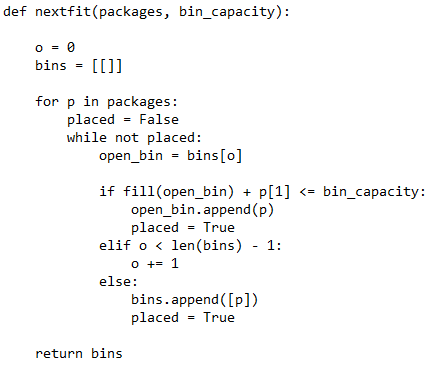 def nextfit(packages, bin_capacity):

    o = 0
    bins = [[]]

    for p in packages:
        placed = False
        while not placed:
            open_bin = bins[o]

            if fill(open_bin) + p[1] <= bin_capacity:
                open_bin.append(p)
                placed = True
            elif o < len(bins) - 1:
                o += 1
            else:
                bins.append([p])
                placed = True

    return bins